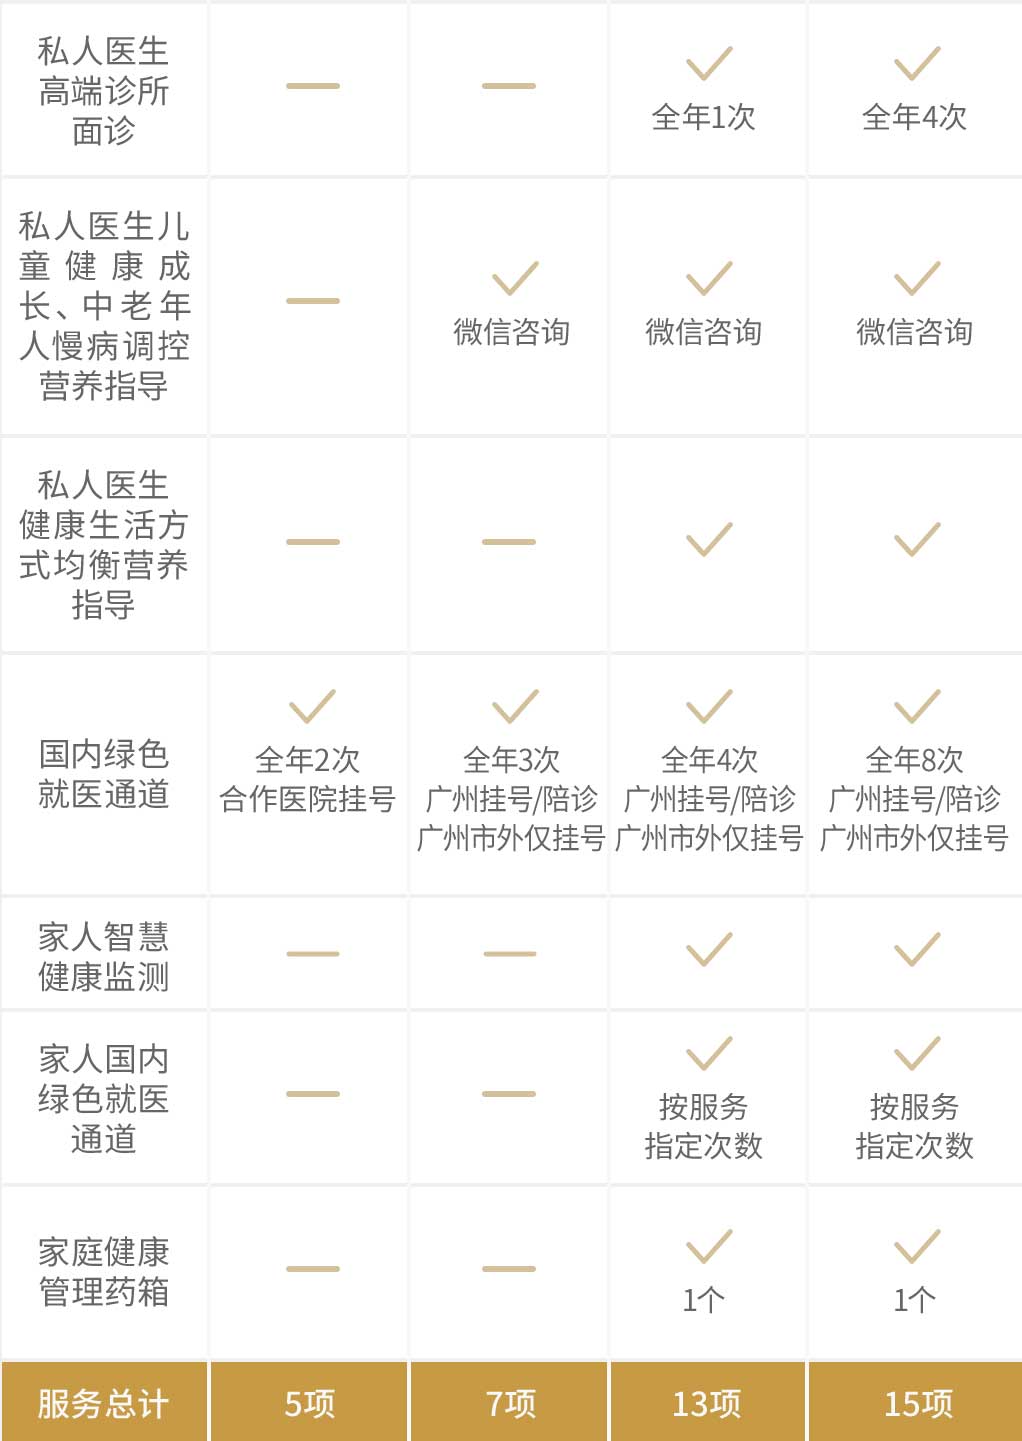 私人医生
高端诊所
面诊
全年1次
全年4次
私人医生儿
童健康成
长、中老年
人慢病调控
营养指导
微信咨询
微信咨询
微信咨询
私人医生
健康生活方
式均衡营养
指导
国内绿色
就医通道
全年2次
合作医院挂号
全年3次
广州挂号/陪诊
广州市外仅挂号
全年4次
广州挂号/陪诊
广州市外仅挂号
全年8次
广州挂号/陪诊
广州市外仅挂号
家人智慧
健康监测
家人国内
绿色就医
通道
按服务
指定次数
按服务
指定次数
家庭健康
管理药箱
1个
1个
服务总计
5项
7项
13项
15项